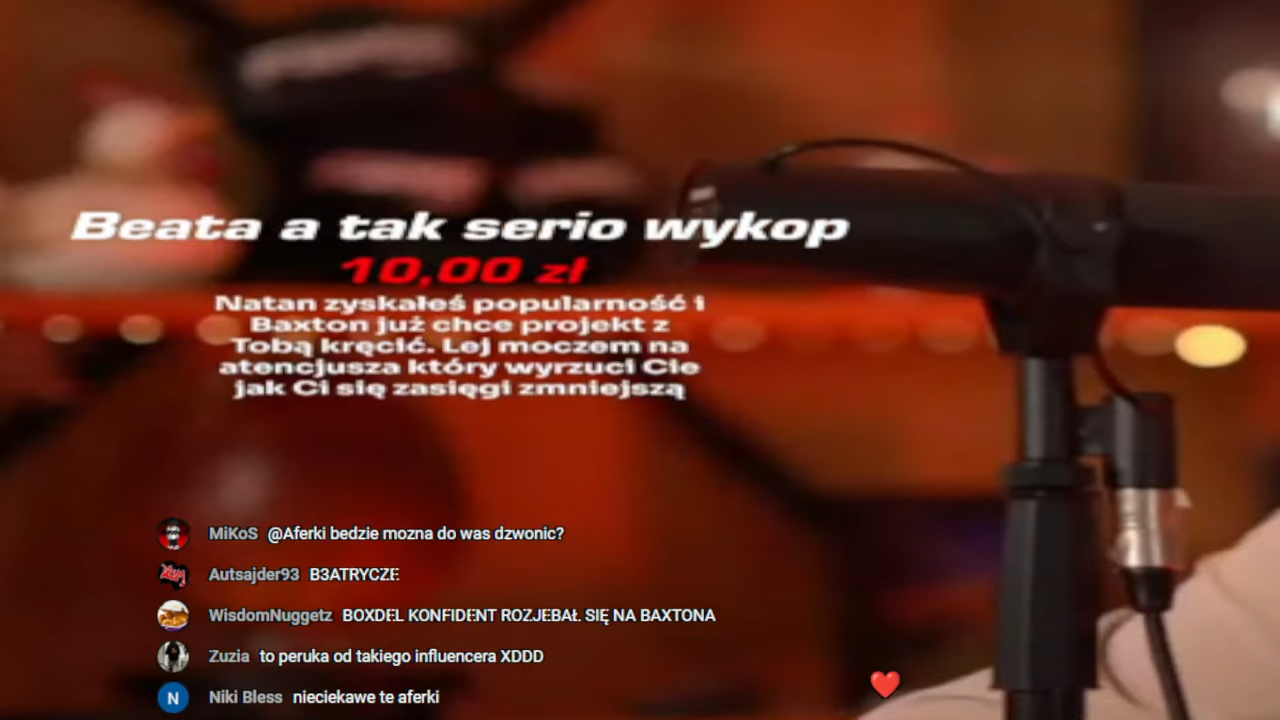 Beata a tak serio wykop
10,00 zł
Natan zyskałeś popularność i
Baxton już chce projekt z
Tobą kręcić. Lej moczem na
atencjusza który wyrzuci Cie
jak Ci się zasięgi zmniejszą
MiKoS @Aferki bedzie mozna do was dzwonic?
Autsajder93 B3ATRYCZE
WisdomNuggetz BOXDEL KONFIDENT ROZJEBAŁ SIĘ NA BAXTONA
Zuzia to peruka od takiego influencera XDDD
N Niki Bless nieciekawe te aferki